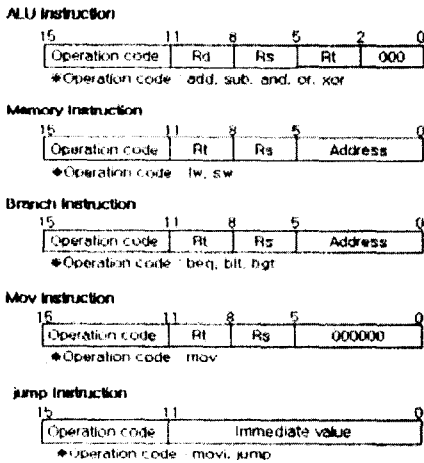 ALU Instruction
15 11 8 5 2 0
Operation code Rd Rs Rt 000
◆Operation code : add, sub, and, or, xor
Memory Instruction
15 11 8 5 0
Operation code Rt Rs Address
◆Operation code : lw, sw
Branch Instruction
15 11 8 5 0
Operation code Rt Rs Address
◆Operation code : beq, blt, bgt
Mov Instruction
15 11 8 5 0
Operation code Rt Rs 000000
◆Operation code : mov
jump Instruction
15 11 0
Operation code Immediate value
◆Operation code : movi, jump